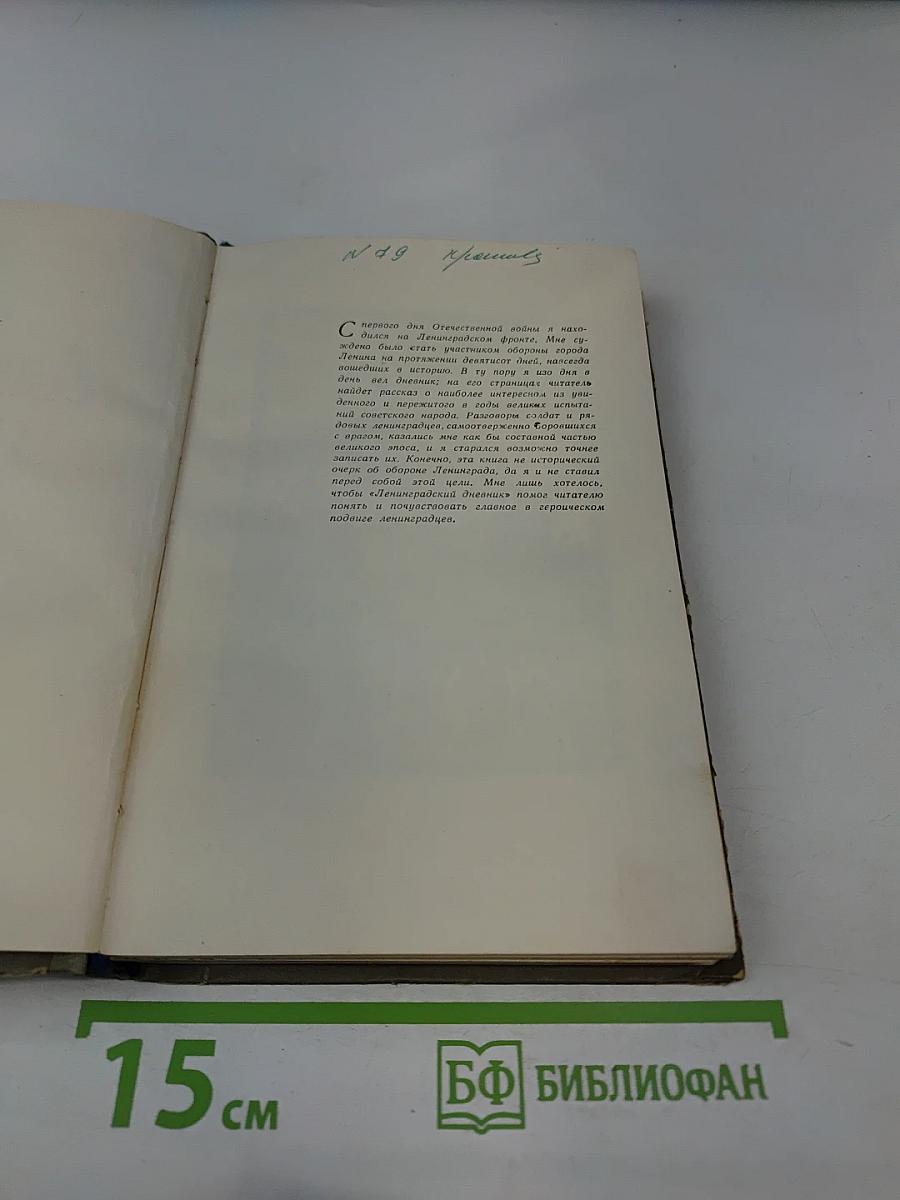 N 79
С первого дня Отечественной войны я нахо-
дился на Ленинградском фронте. Мне су-
ждено было стать участником обороны города
Ленина на протяжении девятисот дней, навсегда
вошедших в историю. В ту пору я изо дня в
день вел дневник; на его страницах читатель
найдет рассказ о наиболее интересном из уви-
денного и пережитого в годы великих испыта-
ний советского народа. Разговоры солдат и ря-
довых ленинградцев, самоотверженно боровшихся
с врагом, казались мне как бы составной частью
великого эпоса, и я старался возможно точнее
записать их. Конечно, эта книга не исторический
очерк об обороне Ленинграда, да я и не ставил
перед собой этой цели. Мне лишь хотелось,
чтобы «Ленинградский дневник» помог читателю
понять и почувствовать главное в героическом
подвиге ленинградцев.
15 см
БФ БИБЛИОФАН